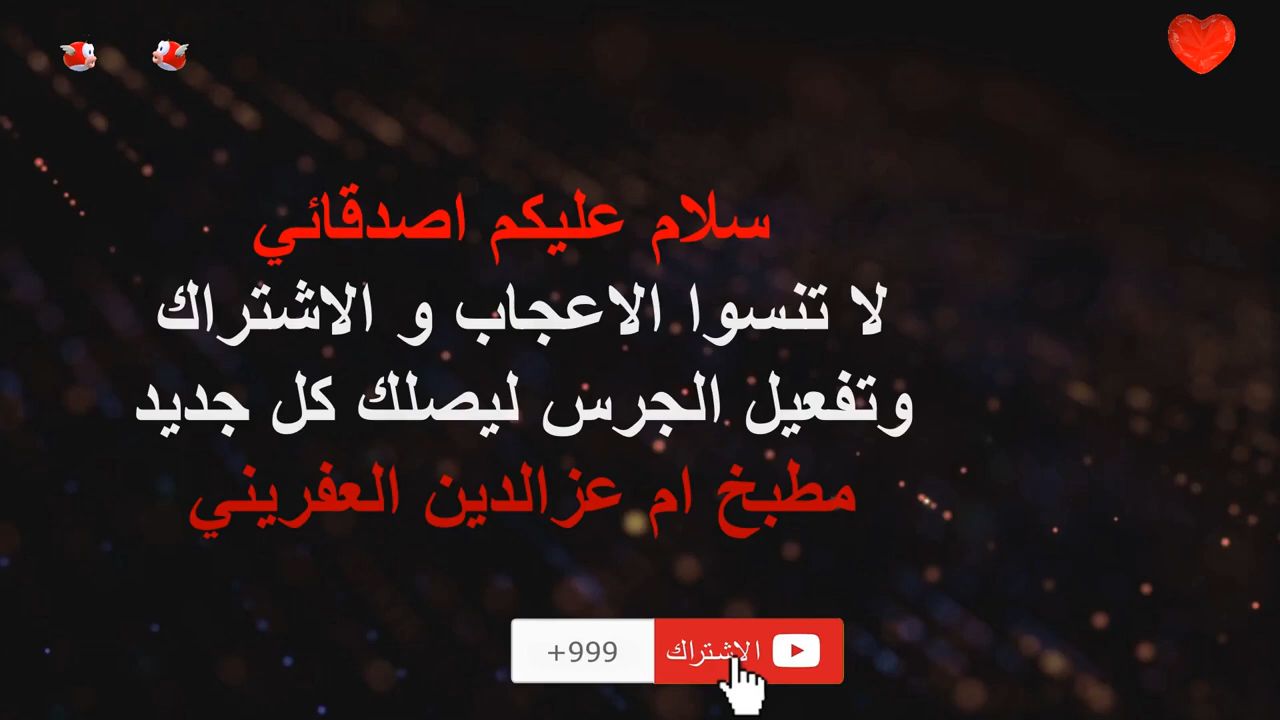 سلام عليكم اصدقائي
لا تنسوا الاعجاب و الاشتراك
وتفعيل الجرس ليصلك كل جديد
مطبخ ام عزالدين العفريني
الاشتراك
+999